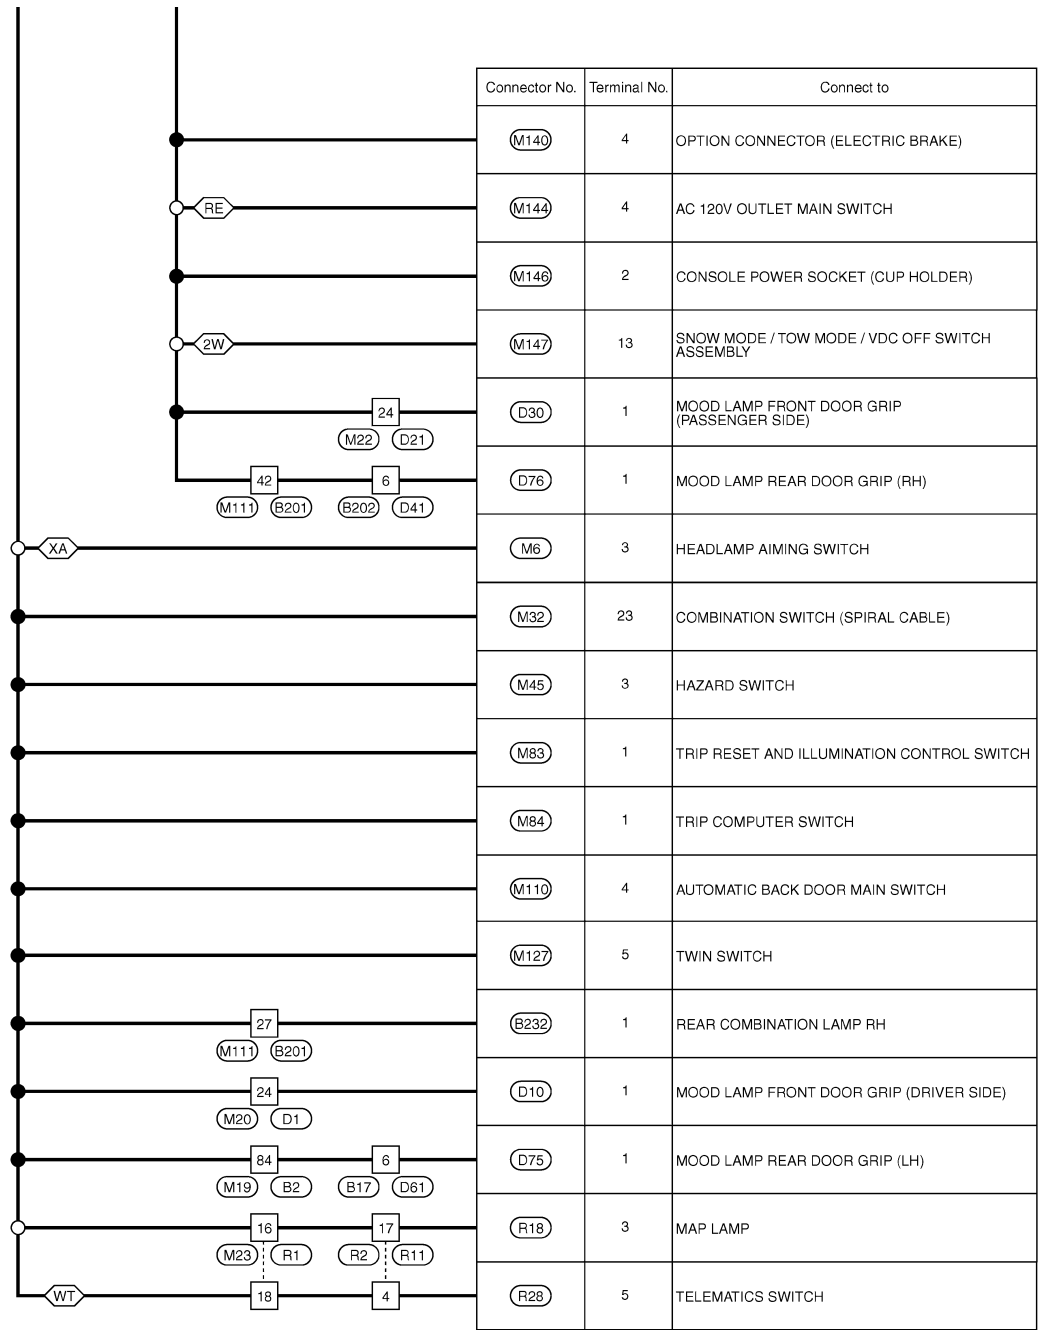 Connector No. Terminal No. Connect to
M140 4 OPTION CONNECTOR (ELECTRIC BRAKE)
RE M144 4 AC 120V OUTLET MAIN SWITCH
M146 2 CONSOLE POWER SOCKET (CUP HOLDER)
2W M147 13 SNOW MODE / TOW MODE / VDC OFF SWITCH
ASSEMBLY
24 D30 1 MOOD LAMP FRONT DOOR GRIP
(PASSENGER SIDE)
M22 D21
42 6 D76 1 MOOD LAMP REAR DOOR GRIP (RH)
M111 B201 B202 D41
XA M6 3 HEADLAMP AIMING SWITCH
M32 23 COMBINATION SWITCH (SPIRAL CABLE)
M45 3 HAZARD SWITCH
M83 1 TRIP RESET AND ILLUMINATION CONTROL SWITCH
M84 1 TRIP COMPUTER SWITCH
M110 4 AUTOMATIC BACK DOOR MAIN SWITCH
M127 5 TWIN SWITCH
27 B232 1 REAR COMBINATION LAMP RH
M111 B201
24 D10 1 MOOD LAMP FRONT DOOR GRIP (DRIVER SIDE)
M20 D1
84 6 D75 1 MOOD LAMP REAR DOOR GRIP (LH)
M19 B2 B17 D61
16 17 R18 3 MAP LAMP
M23 R1 R2 R11
WT 18 4 R28 5 TELEMATICS SWITCH